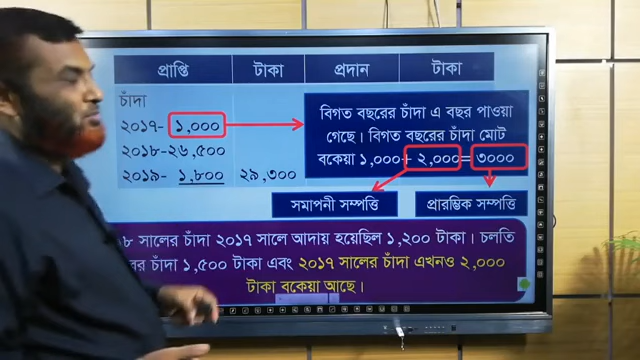 প্রাপ্তি টাকা প্রদান টাকা
চাঁদা
২০১৭- ১,০০০
২০১৮-২৬,৫০০
২০১৯- ১,৮০০ ২৯,৩০০
বিগত বছরের চাঁদা এ বছর পাওয়া
গেছে। বিগত বছরের চাঁদা মোট
বকেয়া ১,০০০+ ২,০০০= ৩০০০
সমাপনী সম্পত্তি প্রারম্ভিক সম্পত্তি
৮ সালের চাঁদা ২০১৭ সালে আদায় হয়েছিল ১,২০০ টাকা। চলতি
চাঁদা ১,৫০০ টাকা এবং ২০১৭ সালের চাঁদা এখনও ২,০০০
টাকা বকেয়া আছে।